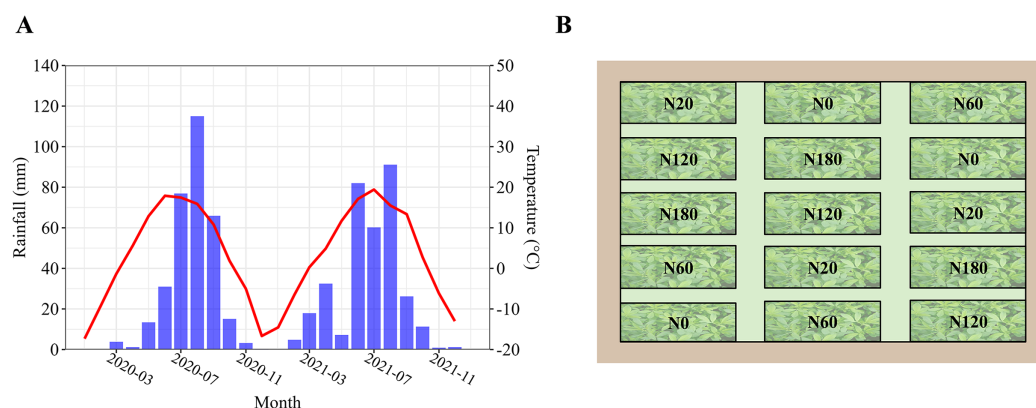 A
140
120
100
80
60
40
20
0
Rainfall (mm)
50
40
30
20
10
0
-10
-20
Temperature (°C)
2020-03
2020-07
2020-11
2021-03
2021-07
2021-11
Month
B
N20 N0 N60
N120 N180 N0
N180 N120 N20
N60 N20 N180
N0 N60 N120